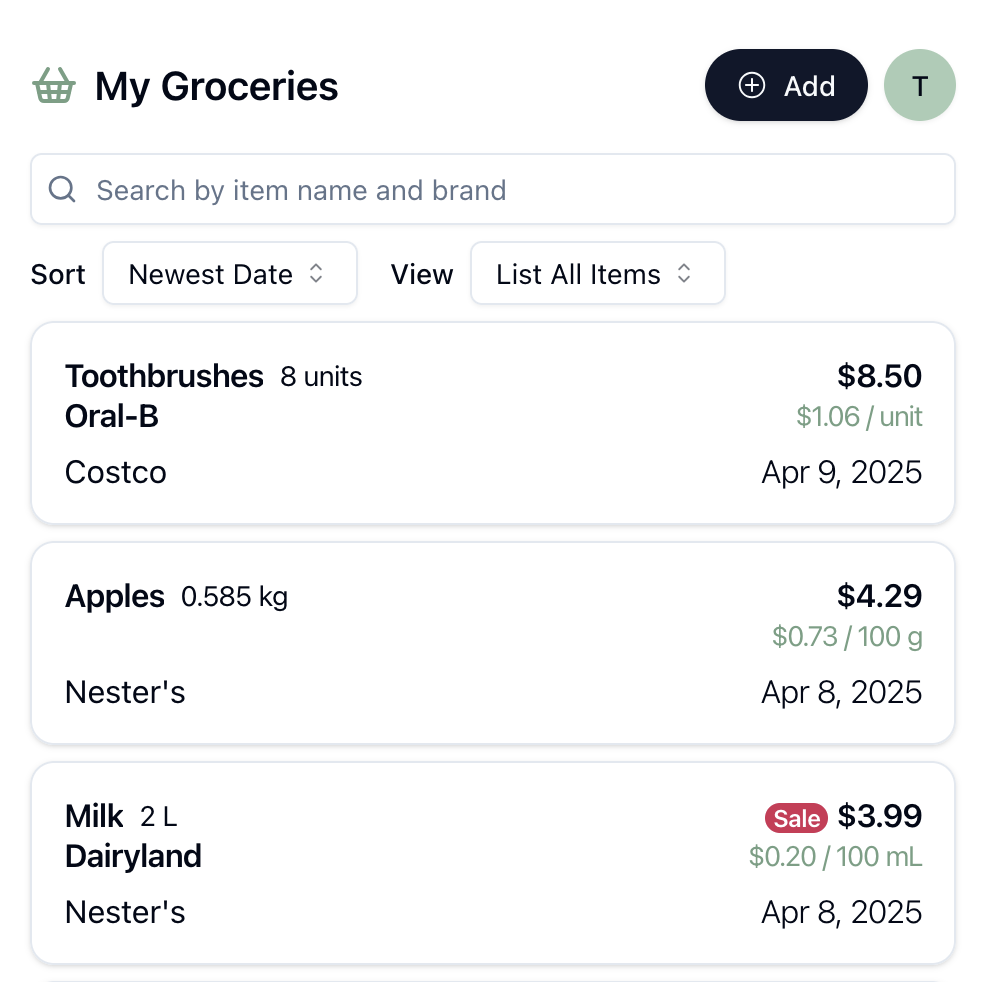 My Groceries
Add
T
Search by item name and brand
Sort Newest Date View List All Items
Toothbrushes 8 units $8.50
Oral-B $1.06 / unit
Costco Apr 9, 2025
Apples 0.585 kg $4.29
$0.73 / 100 g
Nester's Apr 8, 2025
Milk 2 L Sale $3.99
Dairyland $0.20 / 100 mL
Nester's Apr 8, 2025